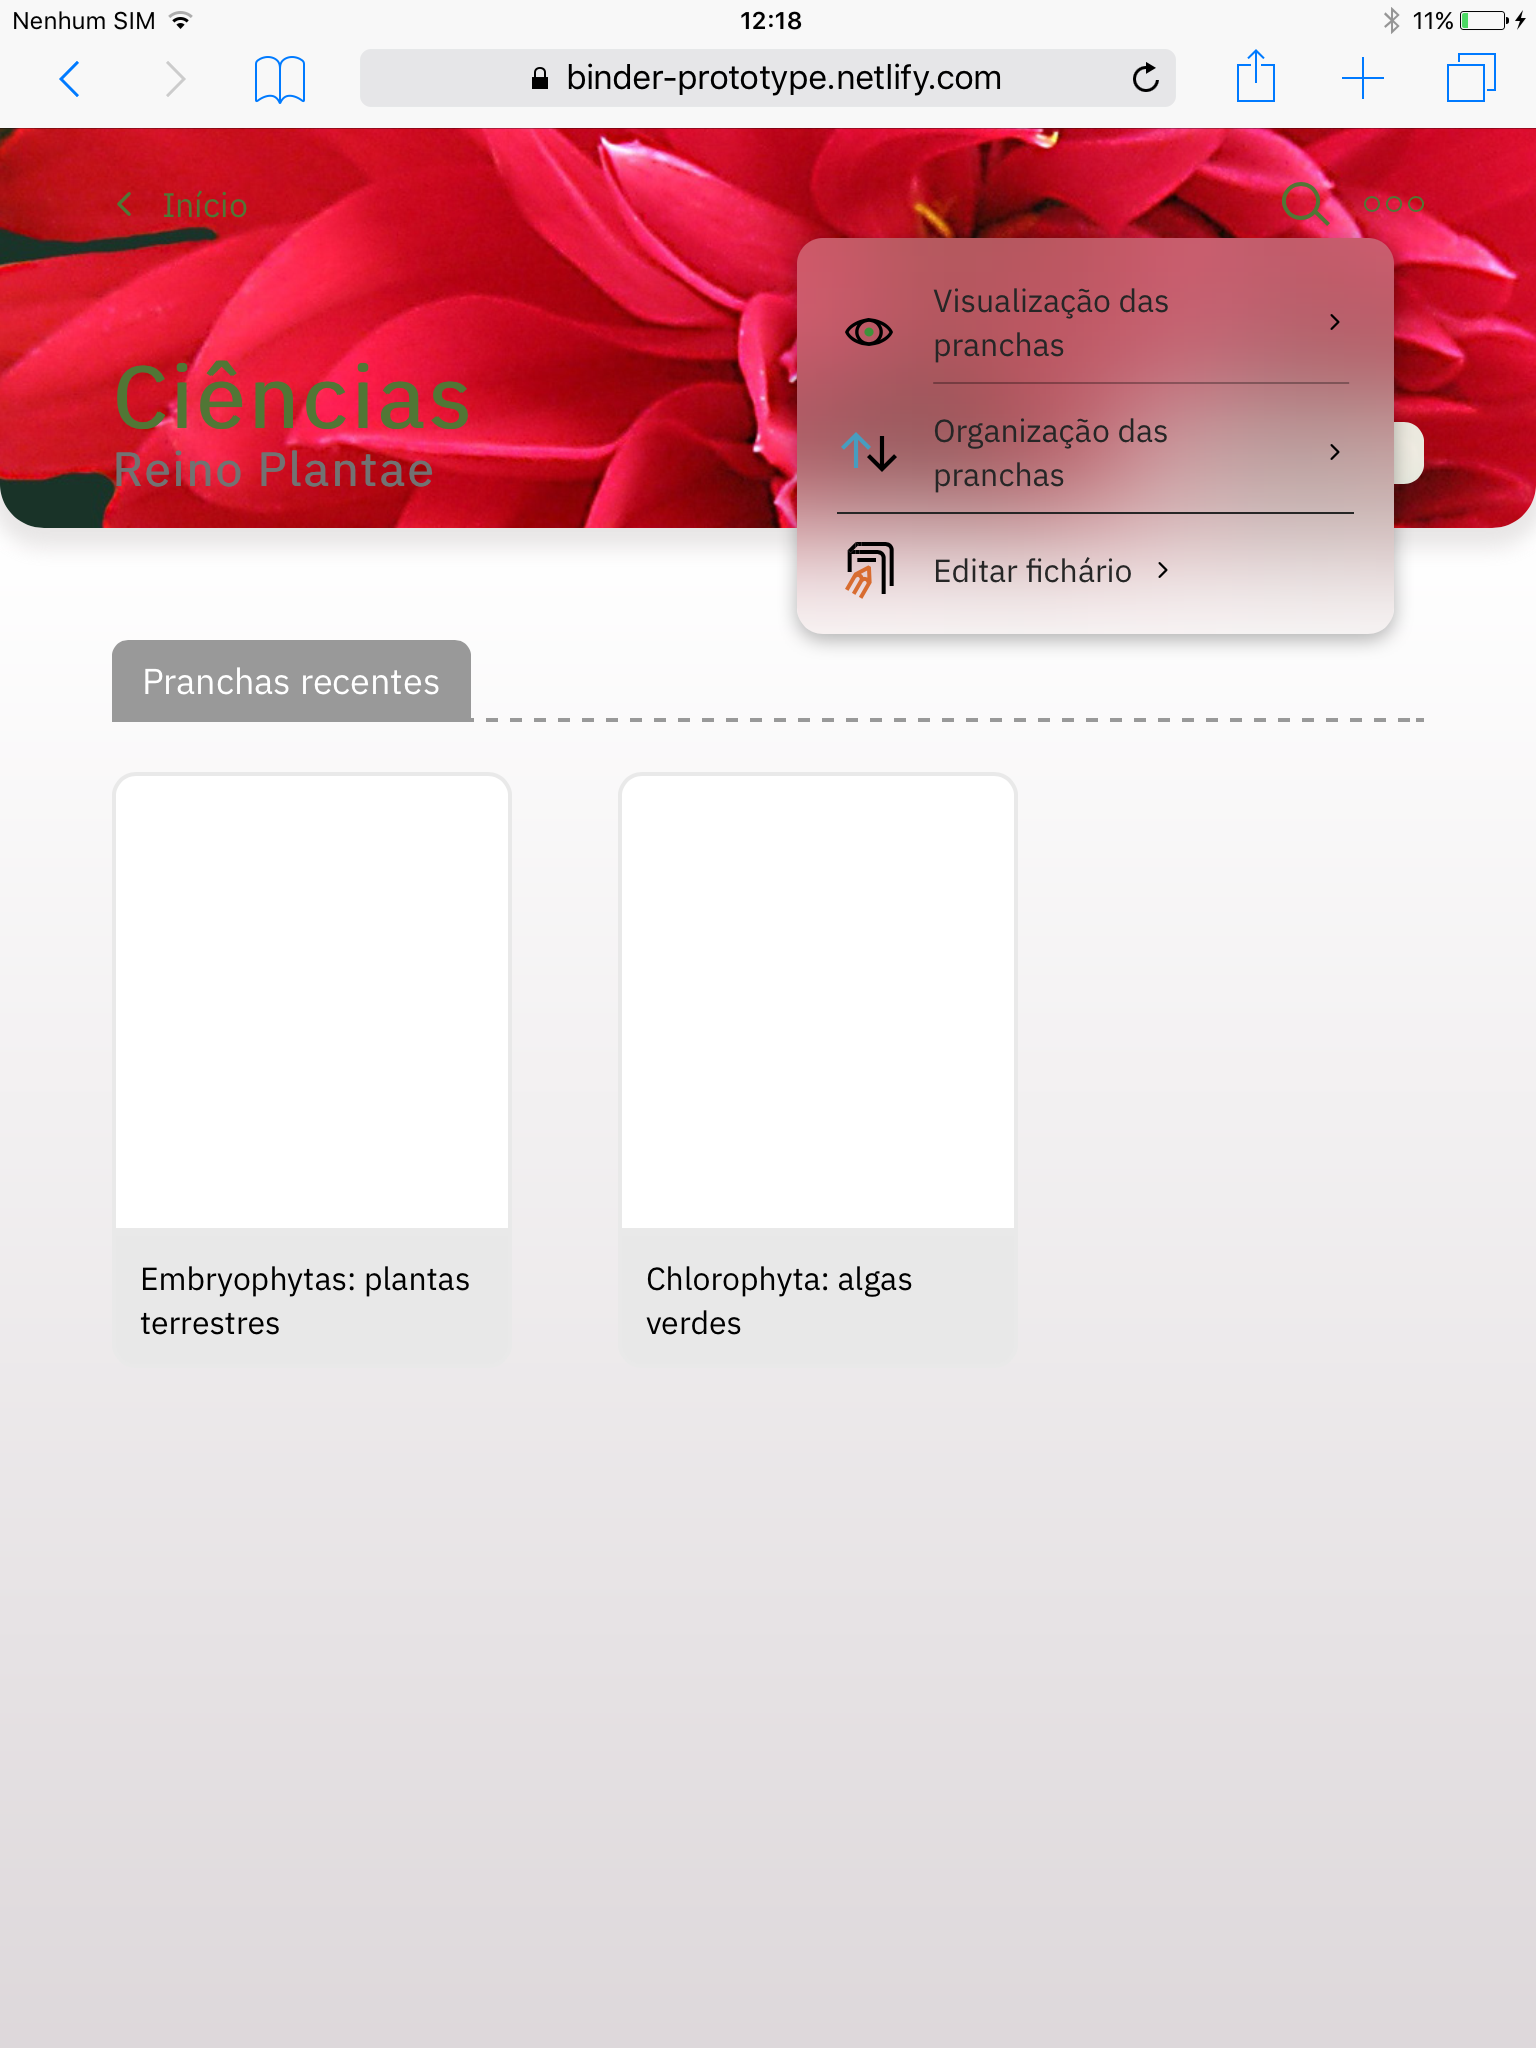 Nenhum SIM
12:18
11%
binder-prototype.netlify.com
Início
Visualização das
pranchas
Ciências
Organização das
pranchas
Reino Plantae
Editar fichário
Pranchas recentes
Embryophytas: plantas
terrestres
Chlorophyta: algas
verdes